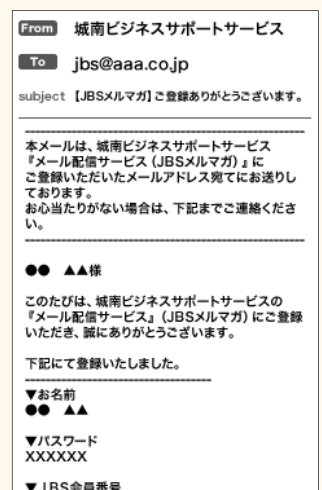 From 城南ビジネスサポートサービス
To jbs@aaa.co.jp
subject 【JBSメルマガ】ご登録ありがとうございます。
本メールは、城南ビジネスサポートサービス
『メール配信サービス（JBSメルマガ）』に
ご登録いただいたメールアドレス宛てにお送りし
ております。
お心当たりがない場合は、下記までご連絡くださ
い。
●●　▲▲様
このたびは、城南ビジネスサポートサービスの
『メール配信サービス』（JBSメルマガ）にご登録
いただき、誠にありがとうございます。
下記にて登録いたしました。
▼お名前
●●　▲▲
▼パスワード
XXXXXX
▼JBS会員番号